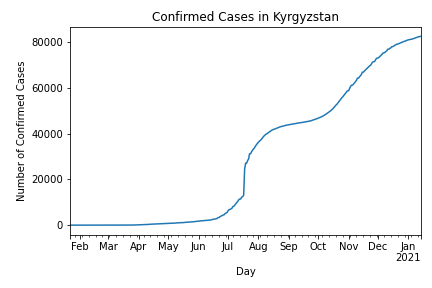 Confirmed Cases in Kyrgyzstan
Number of Confirmed Cases
80000
60000
40000
20000
0
Feb Mar Apr May Jun Jul Aug Sep Oct Nov Dec Jan
2021
Day